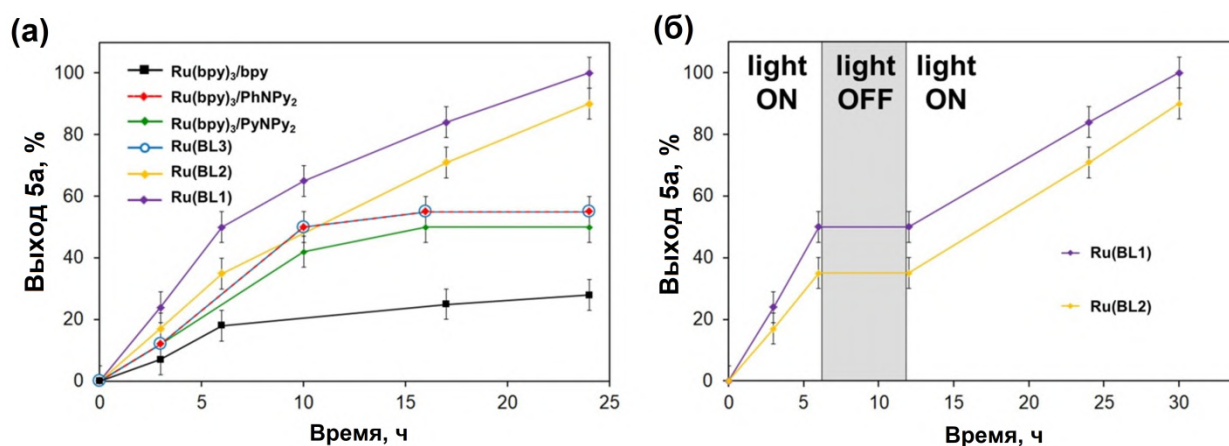 (а)
Выход 5а, %
100
80
60
40
20
0
Ru(bpy)₃/bpy
Ru(bpy)₃/PhNPy₂
Ru(bpy)₃/PyNPy₂
Ru(BL3)
Ru(BL2)
Ru(BL1)
0 5 10 15 20 25
Время, ч
(б)
Выход 5а, %
100
80
60
40
20
0
light light light
ON OFF ON
Ru(BL1)
Ru(BL2)
0 5 10 15 20 25 30
Время, ч